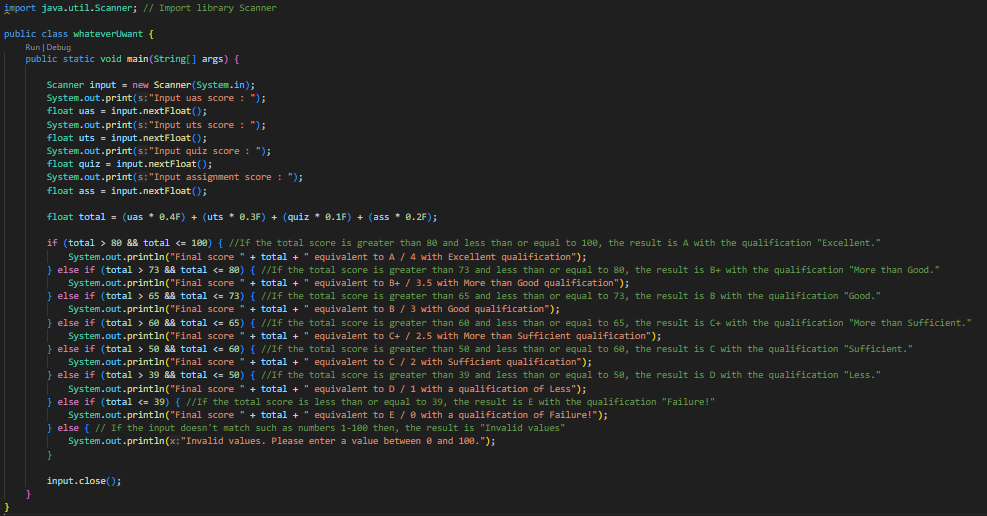 import java.util.Scanner; // Import library Scanner
public class whateverUwant {
Run | Debug
public static void main(String[] args) {
Scanner input = new Scanner(System.in);
System.out.print(s:"Input uas score : ");
float uas = input.nextFloat();
System.out.print(s:"Input uts score : ");
float uts = input.nextFloat();
System.out.print(s:"Input quiz score : ");
float quiz = input.nextFloat();
System.out.print(s:"Input assignment score : ");
float ass = input.nextFloat();
float total = (uas * 0.4F) + (uts * 0.3F) + (quiz * 0.1F) + (ass * 0.2F);
if (total > 80 && total <= 100) { //If the total score is greater than 80 and less than or equal to 100, the result is A with the qualification "Excellent."
System.out.println("Final score " + total + " equivalent to A / 4 with Excellent qualification");
} else if (total > 73 && total <= 80) { //If the total score is greater than 73 and less than or equal to 80, the result is B+ with the qualification "More than Good."
System.out.println("Final score " + total + " equivalent to B+ / 3.5 with More than Good qualification");
} else if (total > 65 && total <= 73) { //If the total score is greater than 65 and less than or equal to 73, the result is B with the qualification "Good."
System.out.println("Final score " + total + " equivalent to B / 3 with Good qualification");
} else if (total > 60 && total <= 65) { //If the total score is greater than 60 and less than or equal to 65, the result is C+ with the qualification "More than Sufficient."
System.out.println("Final score " + total + " equivalent to C+ / 2.5 with More than Sufficient qualification");
} else if (total > 50 && total <= 60) { //If the total score is greater than 50 and less than or equal to 60, the result is C with the qualification "Sufficient."
System.out.println("Final score " + total + " equivalent to C / 2 with Sufficient qualification");
} else if (total > 39 && total <= 50) { //If the total score is greater than 39 and less than or equal to 50, the result is D with the qualification "Less."
System.out.println("Final score " + total + " equivalent to D / 1 with a qualification of Less");
} else if (total <= 39) { //If the total score is less than or equal to 39, the result is E with the qualification "Failure!"
System.out.println("Final score " + total + " equivalent to E / 0 with a qualification of Failure!");
} else { // If the input doesn't match such as numbers 1-100 then, the result is "Invalid values"
System.out.println(x:"Invalid values. Please enter a value between 0 and 100.");
}
input.close();
}
}